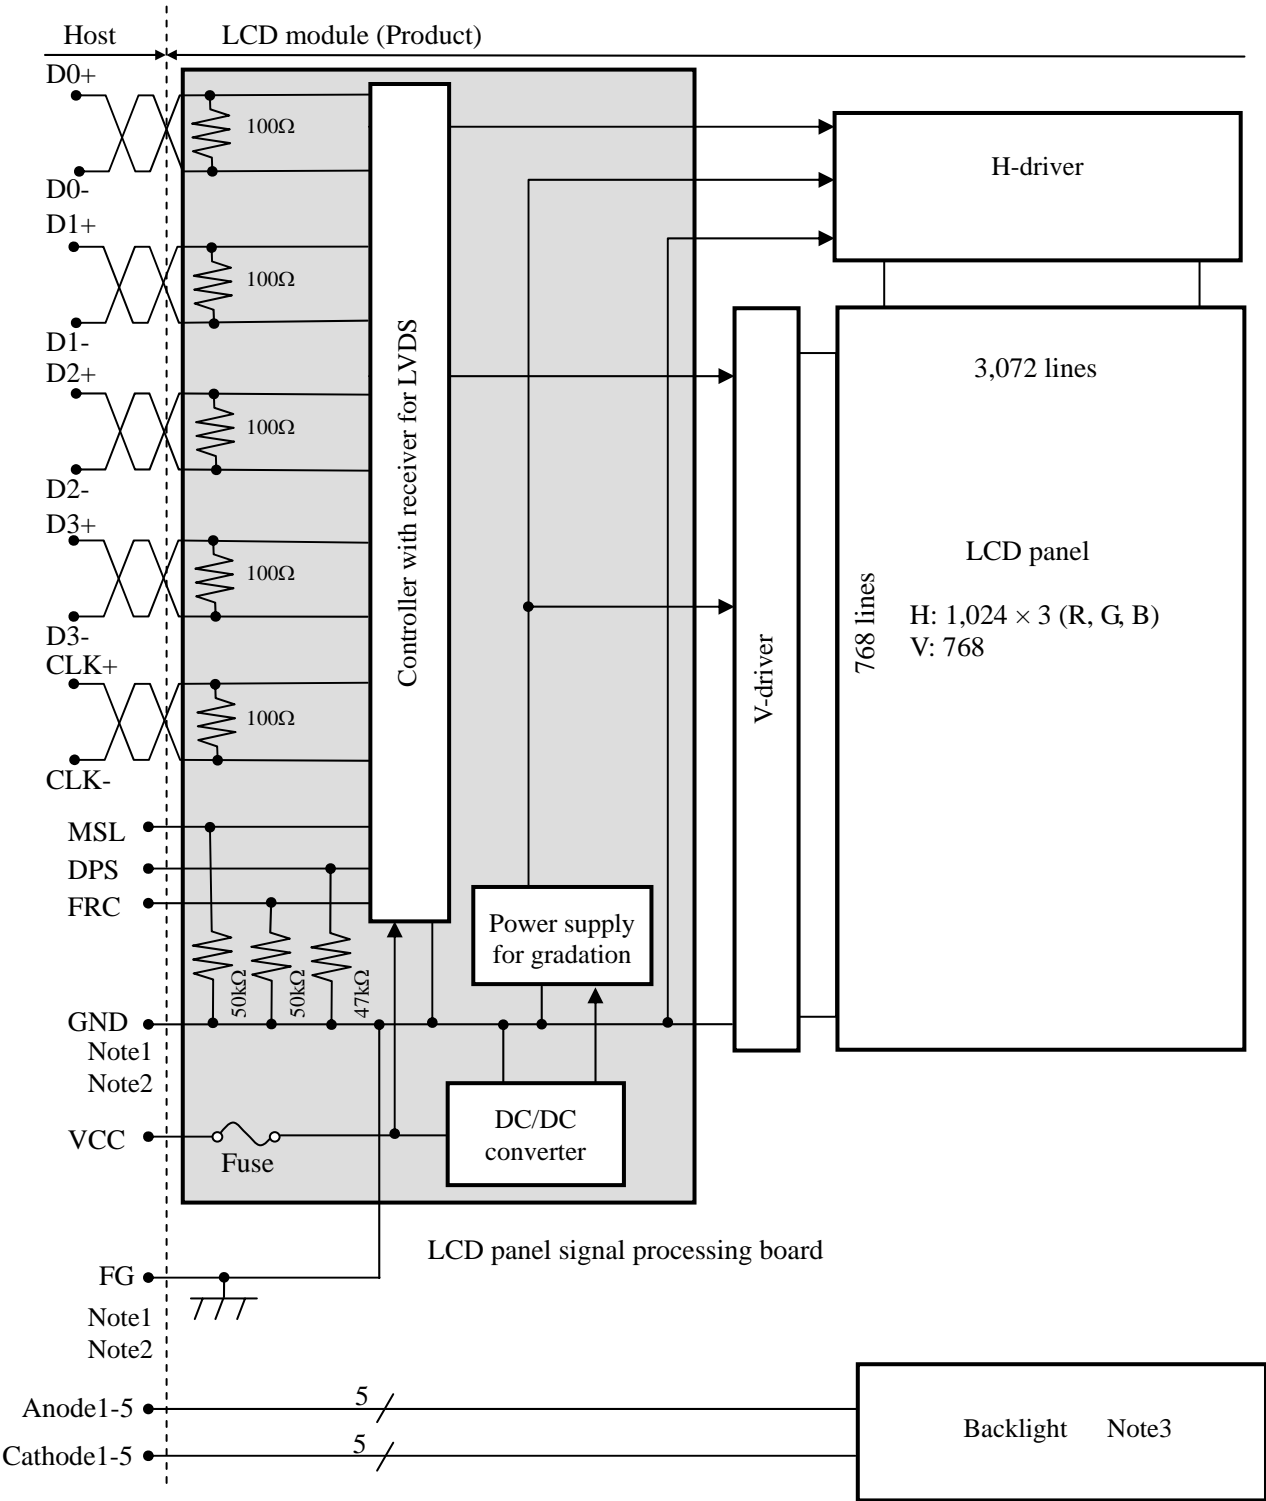 Host
LCD module (Product)
D0+
100Ω
D0-
D1+
100Ω
D1-
D2+
100Ω
D2-
D3+
100Ω
D3-
CLK+
100Ω
CLK-
MSL
DPS
FRC
50kΩ
50kΩ
47kΩ
GND
Note1
Note2
VCC
Fuse
FG
Note1
Note2
Anode1-5
5
Cathode1-5
5
Controller with receiver for LVDS
Power supply
for gradation
DC/DC
converter
LCD panel signal processing board
H-driver
V-driver
3,072 lines
768 lines
LCD panel
H: 1,024 × 3 (R, G, B)
V: 768
Backlight Note3